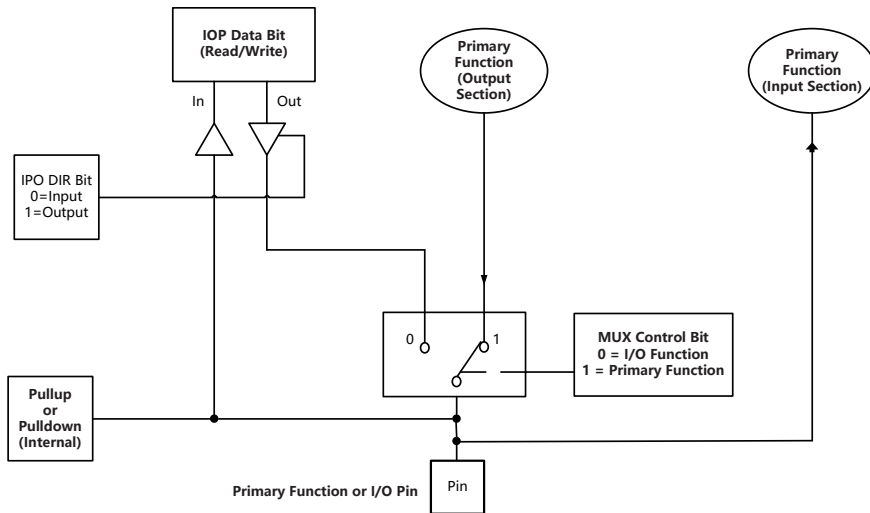 IOP Data Bit
(Read/Write)
Primary
Function
(Output
Section)
Primary
Function
(Input Section)
In
Out
IPO DIR Bit
0=Input
1=Output
0
1
MUX Control Bit
0 = I/O Function
1 = Primary Function
Pullup
or
Pulldown
(Internal)
Primary Function or I/O Pin
Pin